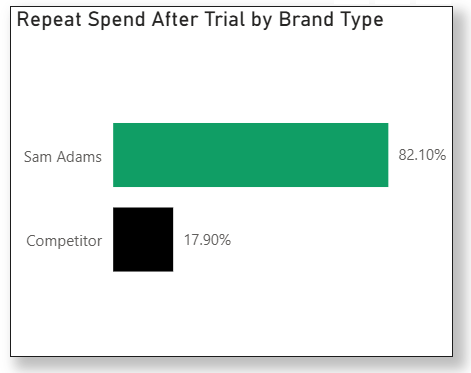 Repeat Spend After Trial by Brand Type
Sam Adams 82.10%
Competitor 17.90%